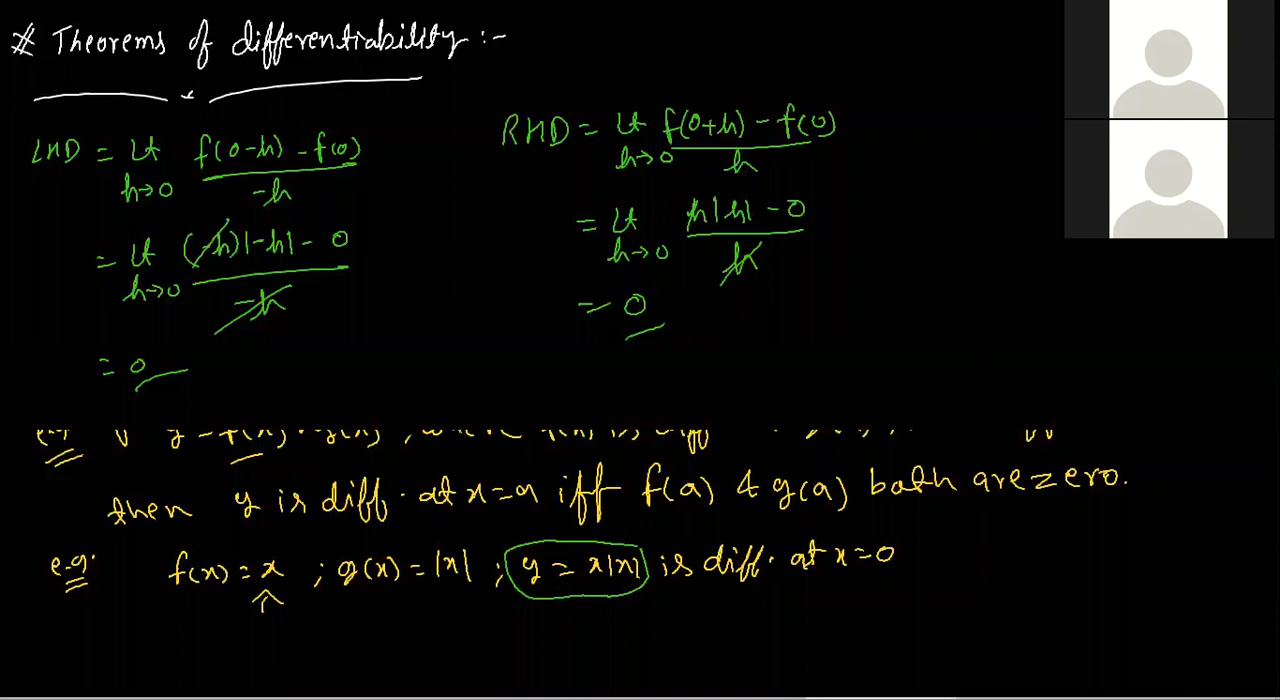 # Theorems of differentiability :-
LHD = lt h→0 f(0-h) - f(0) / -h
RHD = lt h→0 f(0+h) - f(0) / h
= lt h→0 (-h)|-h| - 0 / -h
= lt h→0 h|h| - 0 / h
= 0
= 0
then y is diff. at x=a iff f(a) & g(a) both are zero.
e.g. f(x) = x ; g(x) = |x| ; y = x|x| is diff. at x=0